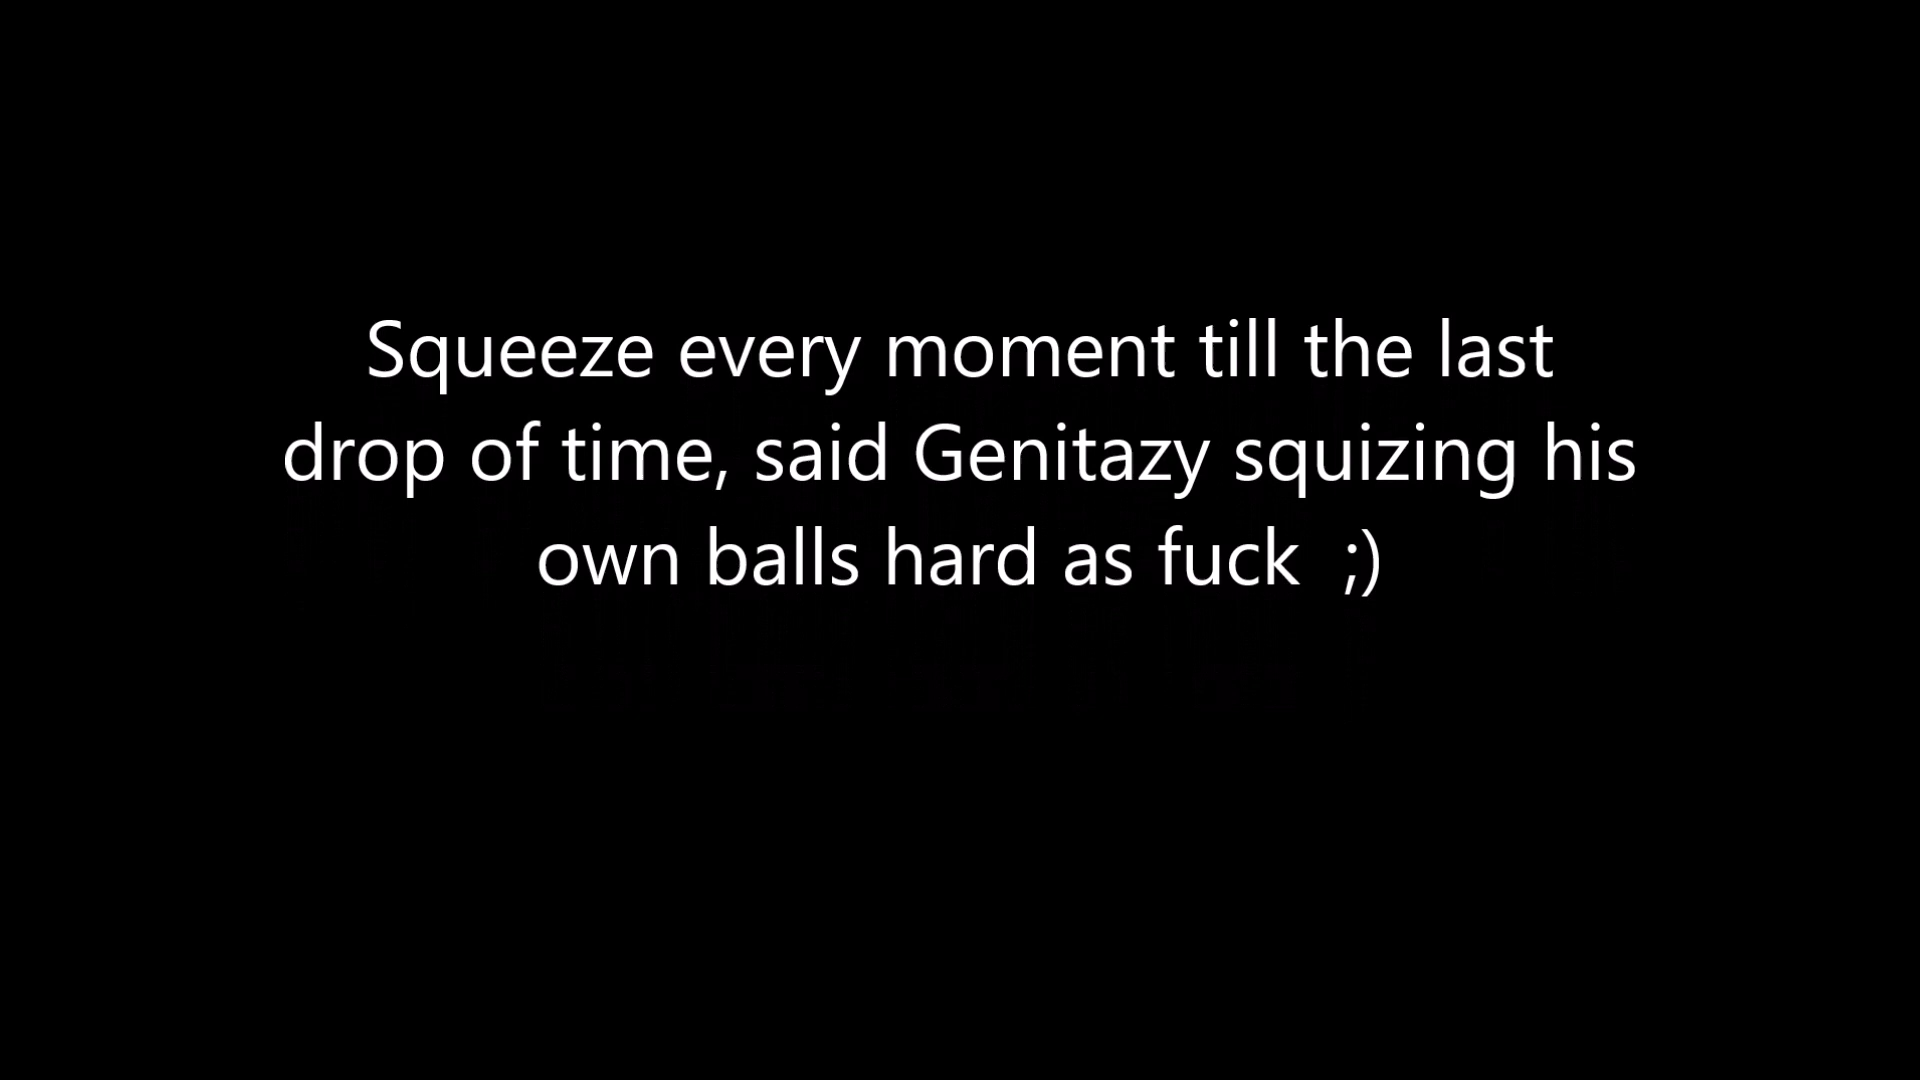 Squeeze every moment till the last
drop of time, said Genitazy squizing his
own balls hard as fuck  ;)